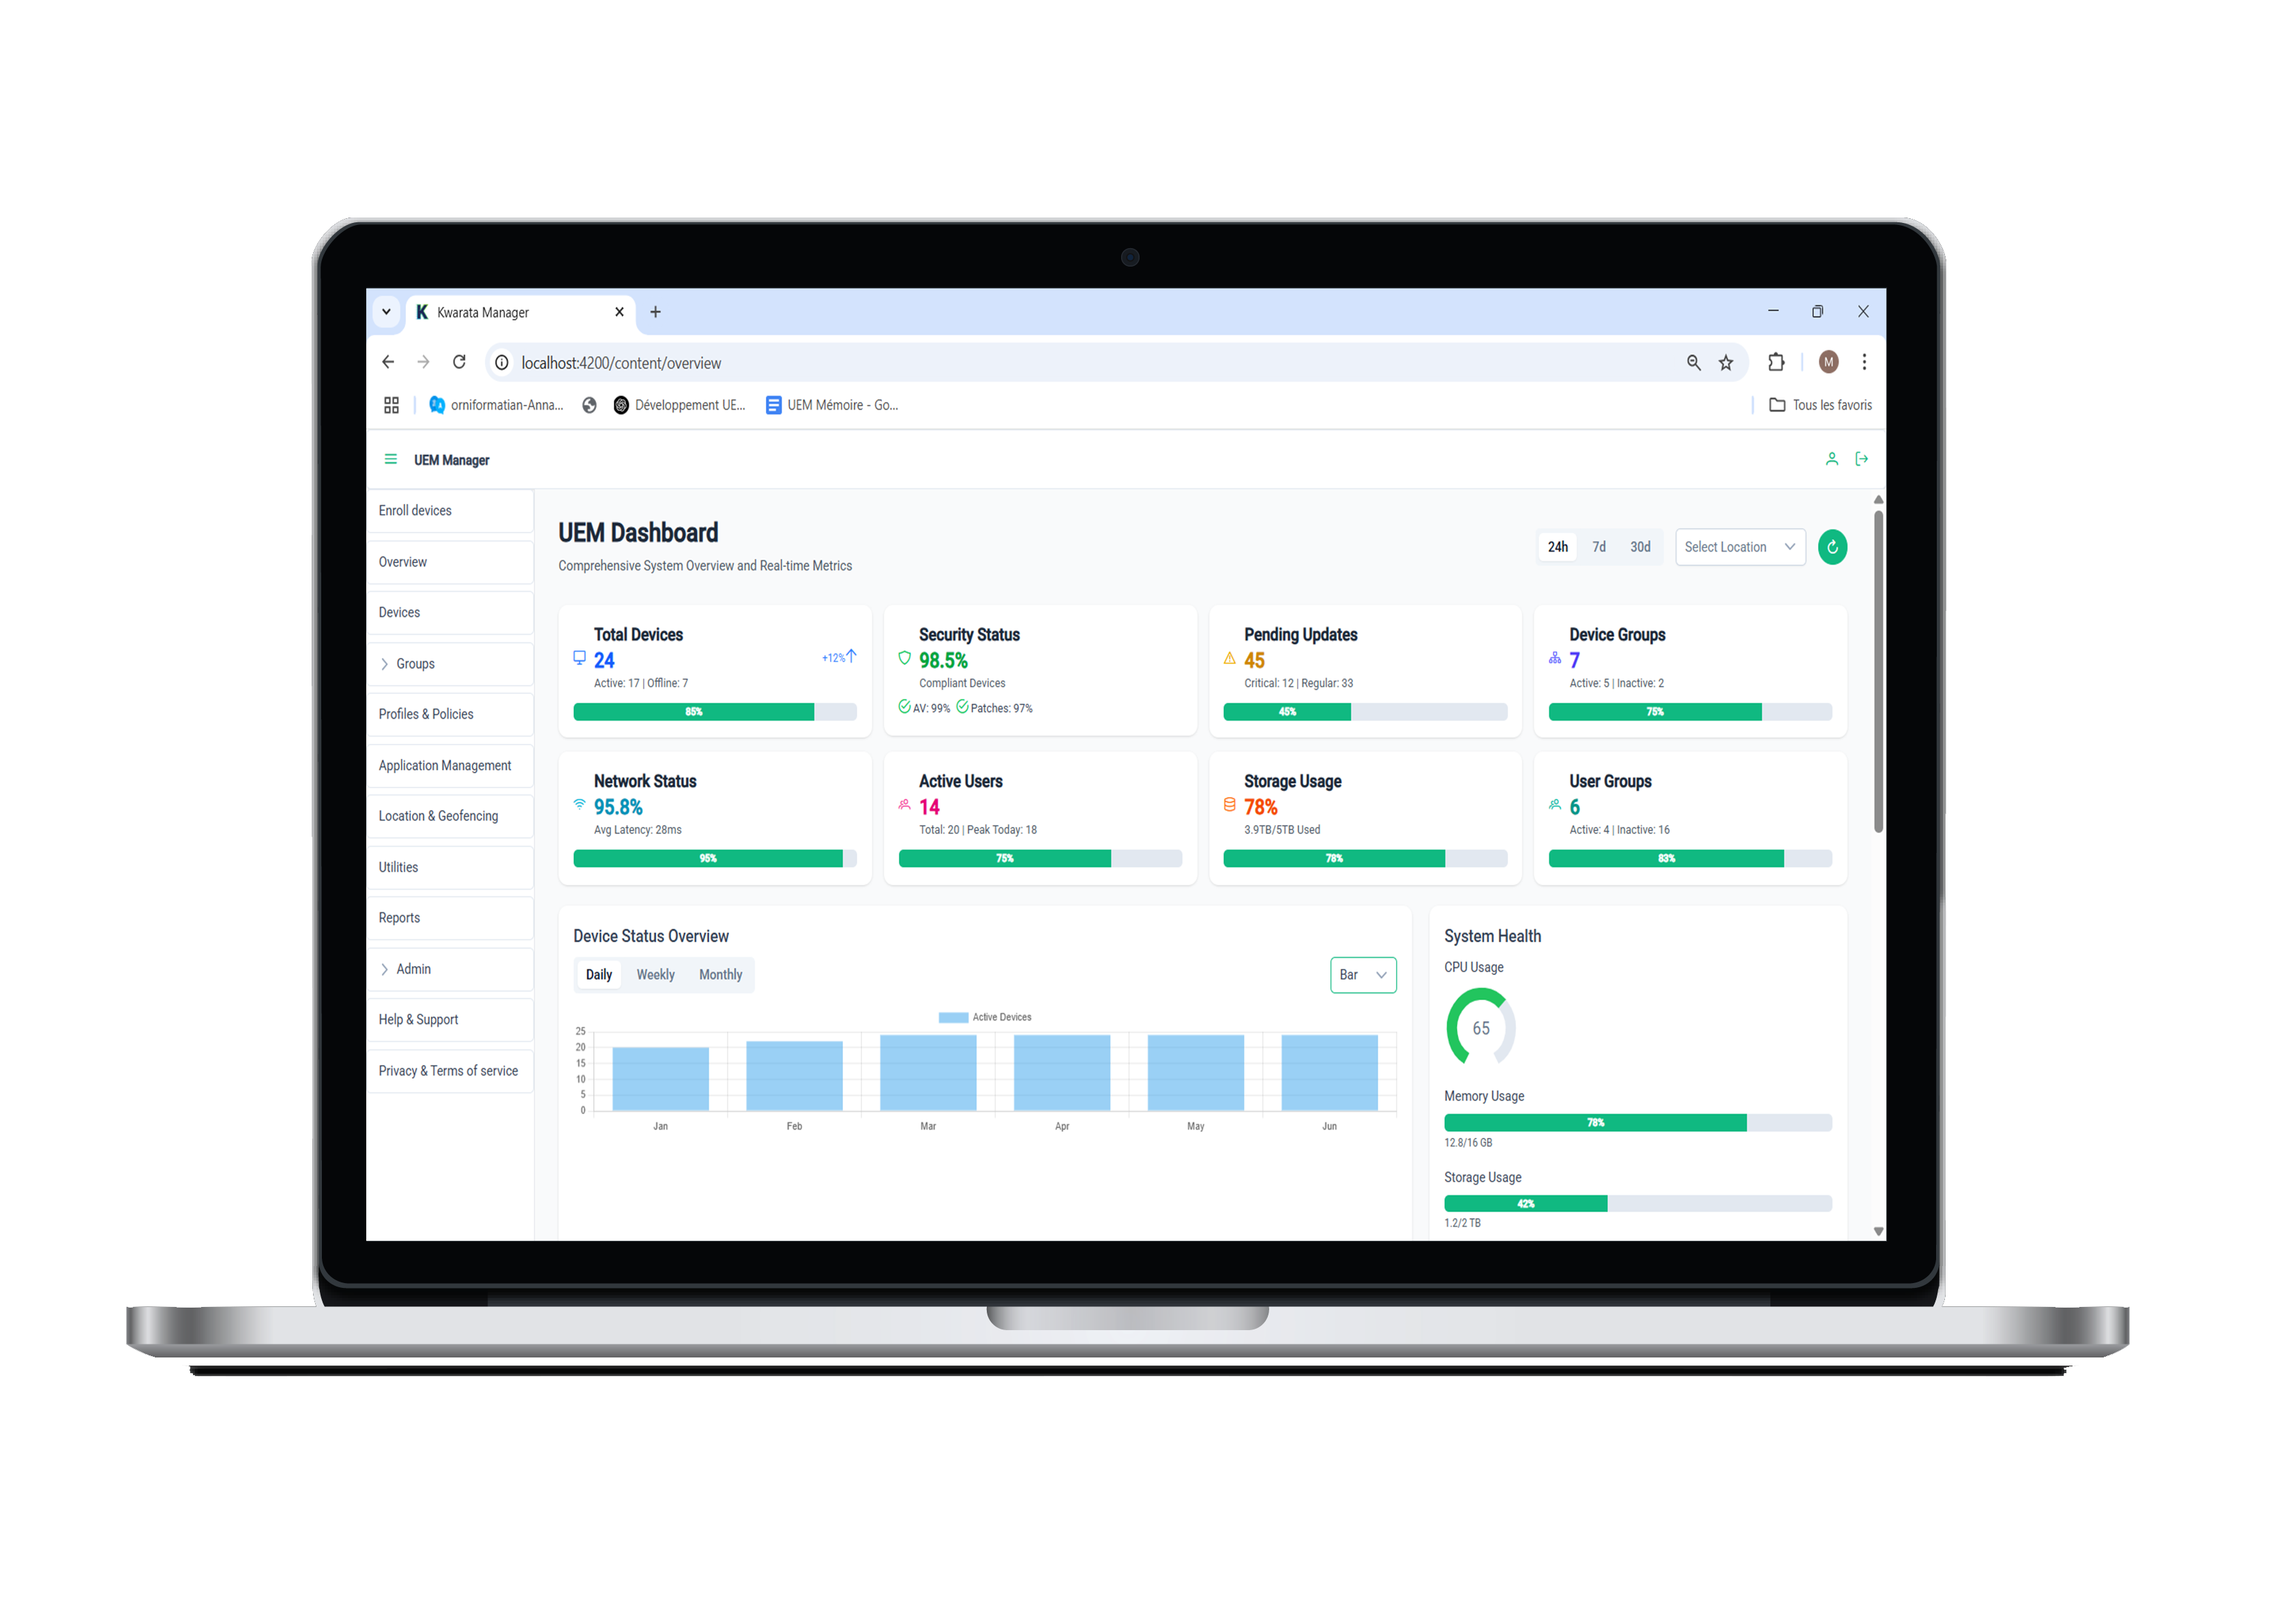 K Kwarata Manager
localhost:4200/content/overview
M
orniformatian-Anna...
Développement UE...
UEM Mémoire - Go...
Tous les favoris
UEM Manager
Enroll devices
Overview
Devices
Groups
Profiles & Policies
Application Management
Location & Geofencing
Utilities
Reports
Admin
Help & Support
Privacy & Terms of service
UEM Dashboard
Comprehensive System Overview and Real-time Metrics
24h 7d 30d
Select Location
Total Devices
24
+12%
Active: 17 | Offline: 7
85%
Security Status
98.5%
Compliant Devices
AV: 99% Patches: 97%
Pending Updates
45
Critical: 12 | Regular: 33
45%
Device Groups
7
Active: 5 | Inactive: 2
75%
Network Status
95.8%
Avg Latency: 28ms
95%
Active Users
14
Total: 20 | Peak Today: 18
75%
Storage Usage
78%
3.9TB/5TB Used
78%
User Groups
6
Active: 4 | Inactive: 16
83%
Device Status Overview
Daily Weekly Monthly
Bar
Active Devices
25
20
15
10
5
0
Jan Feb Mar Apr May Jun
System Health
CPU Usage
65
Memory Usage
78%
12.8/16 GB
Storage Usage
42%
1.2/2 TB